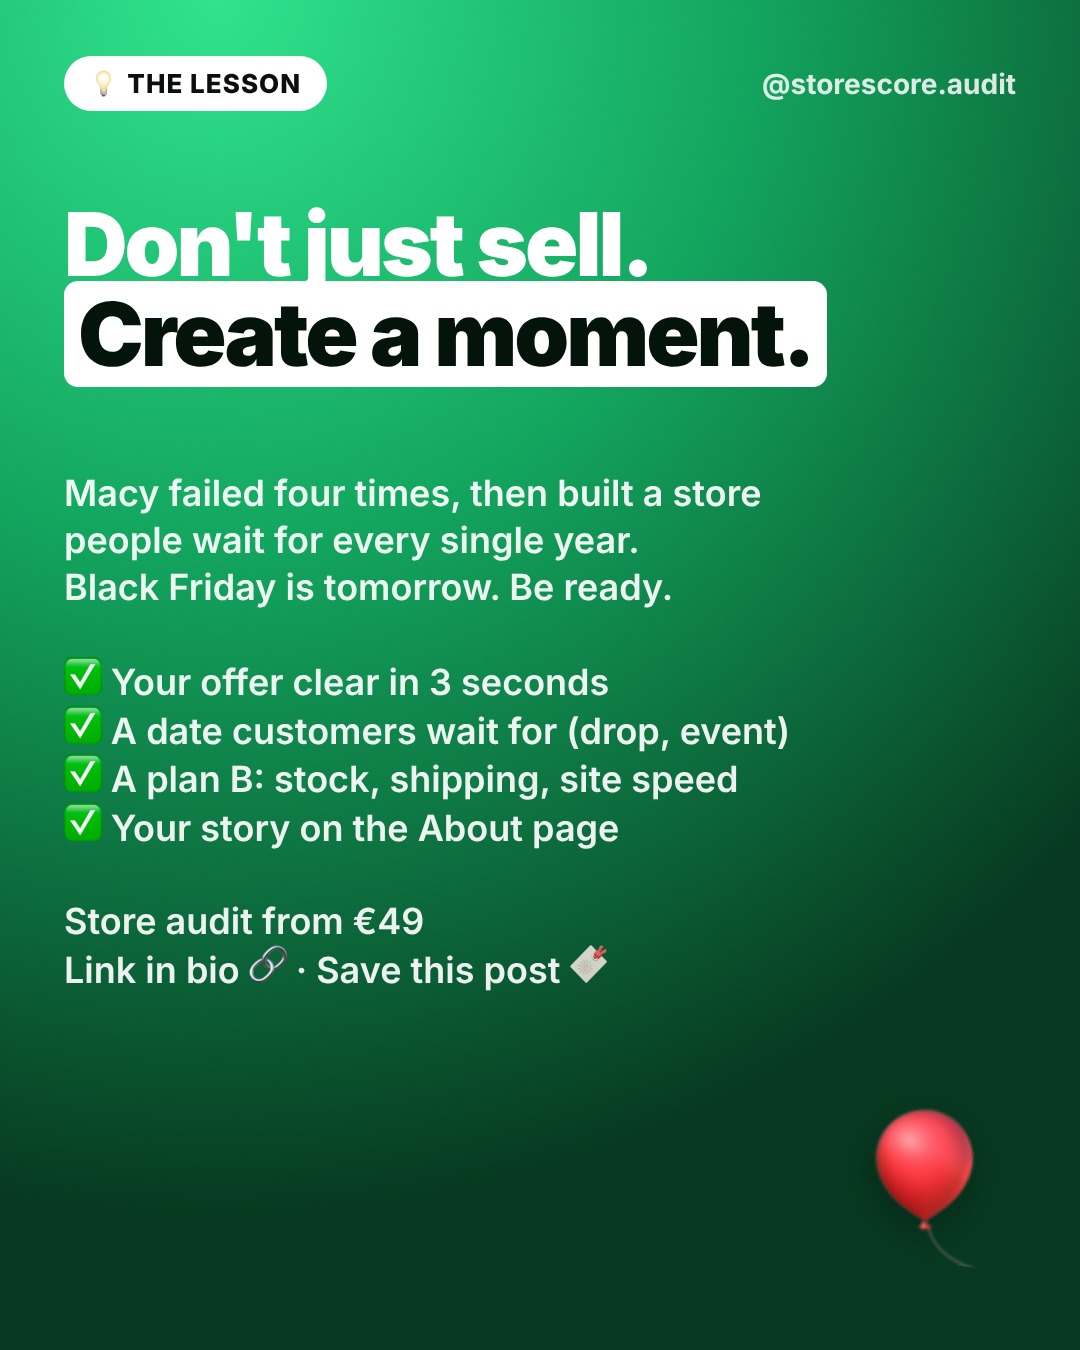 💡 THE LESSON
@storescore.audit
Don't just sell.
Create a moment.
Macy failed four times, then built a store
people wait for every single year.
Black Friday is tomorrow. Be ready.
✅ Your offer clear in 3 seconds
✅ A date customers wait for (drop, event)
✅ A plan B: stock, shipping, site speed
✅ Your story on the About page
Store audit from €49
Link in bio 🔗 · Save this post 🔖